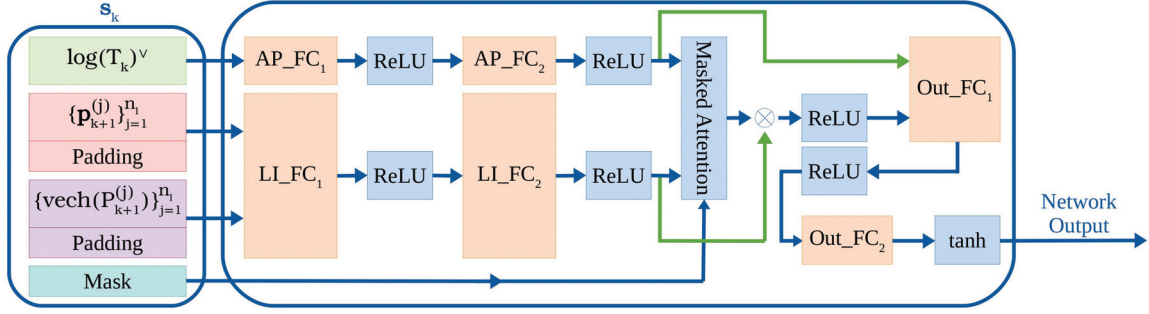 s_k
log(T_k)^∨
{p_{k+1}^{(j)}}_{j=1}^{n_l}
Padding
{vech(P_{k+1}^{(j)})}_{j=1}^{n_l}
Padding
Mask
AP_FC_1
ReLU
AP_FC_2
ReLU
LI_FC_1
ReLU
LI_FC_2
ReLU
Masked Attention
⊗
ReLU
Out_FC_1
ReLU
Out_FC_2
tanh
Network
Output